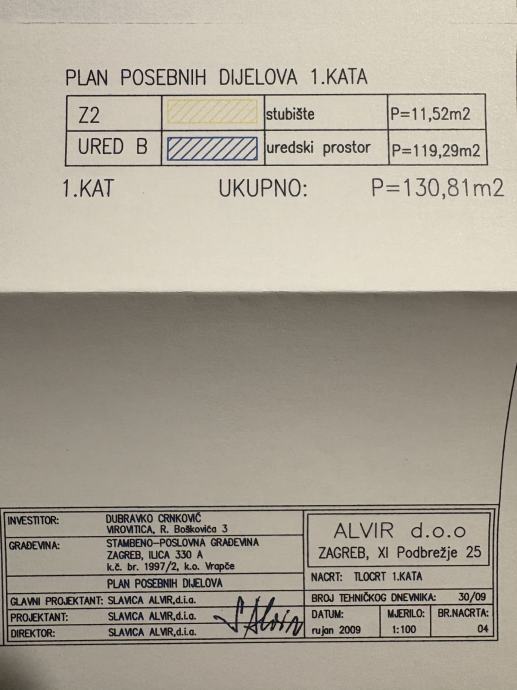 PLAN POSEBNIH DIJELOVA 1.KATA
Z2 stubište P=11,52m2
URED B uredski prostor P=119,29m2
1.KAT UKUPNO: P=130,81m2
INVESTITOR: DUBRAVKO CRNKOVIĆ
VIROVITICA, R. Boškovića 3
GRAĐEVINA: STAMBENO-POSLOVNA GRAĐEVINA
ZAGREB, ILICA 330 A
k.č. br. 1997/2, k.o. Vrapče
PLAN POSEBNIH DIJELOVA
GLAVNI PROJEKTANT: SLAVICA ALVIR,d.i.a.
PROJEKTANT: SLAVICA ALVIR,d.i.a.
DIREKTOR: SLAVICA ALVIR,d.i.a.
S Alvir
ALVIR d.o.o
ZAGREB, XI Podbrežje 25
NACRT: TLOCRT 1.KATA
BROJ TEHNIČKOG DNEVNIKA: 30/09
DATUM: MJERILO: BR.NACRTA:
rujan 2009 1:100 04